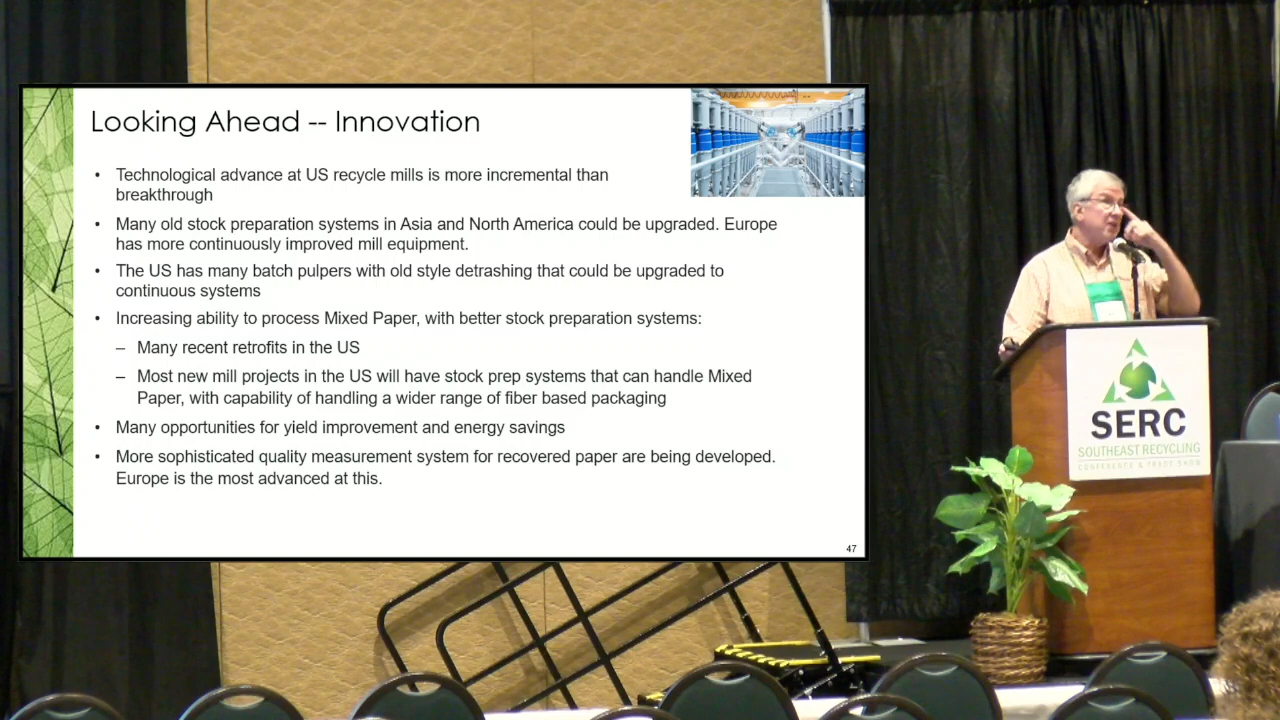 Looking Ahead -- Innovation
• Technological advance at US recycle mills is more incremental than
breakthrough
• Many old stock preparation systems in Asia and North America could be upgraded. Europe
has more continuously improved mill equipment.
• The US has many batch pulpers with old style detrashing that could be upgraded to
continuous systems
• Increasing ability to process Mixed Paper, with better stock preparation systems:
– Many recent retrofits in the US
– Most new mill projects in the US will have stock prep systems that can handle Mixed
Paper, with capability of handling a wider range of fiber based packaging
• Many opportunities for yield improvement and energy savings
• More sophisticated quality measurement system for recovered paper are being developed.
Europe is the most advanced at this.
47
SERC
SOUTHEAST RECYCLING
CONFERENCE & TRADE SHOW